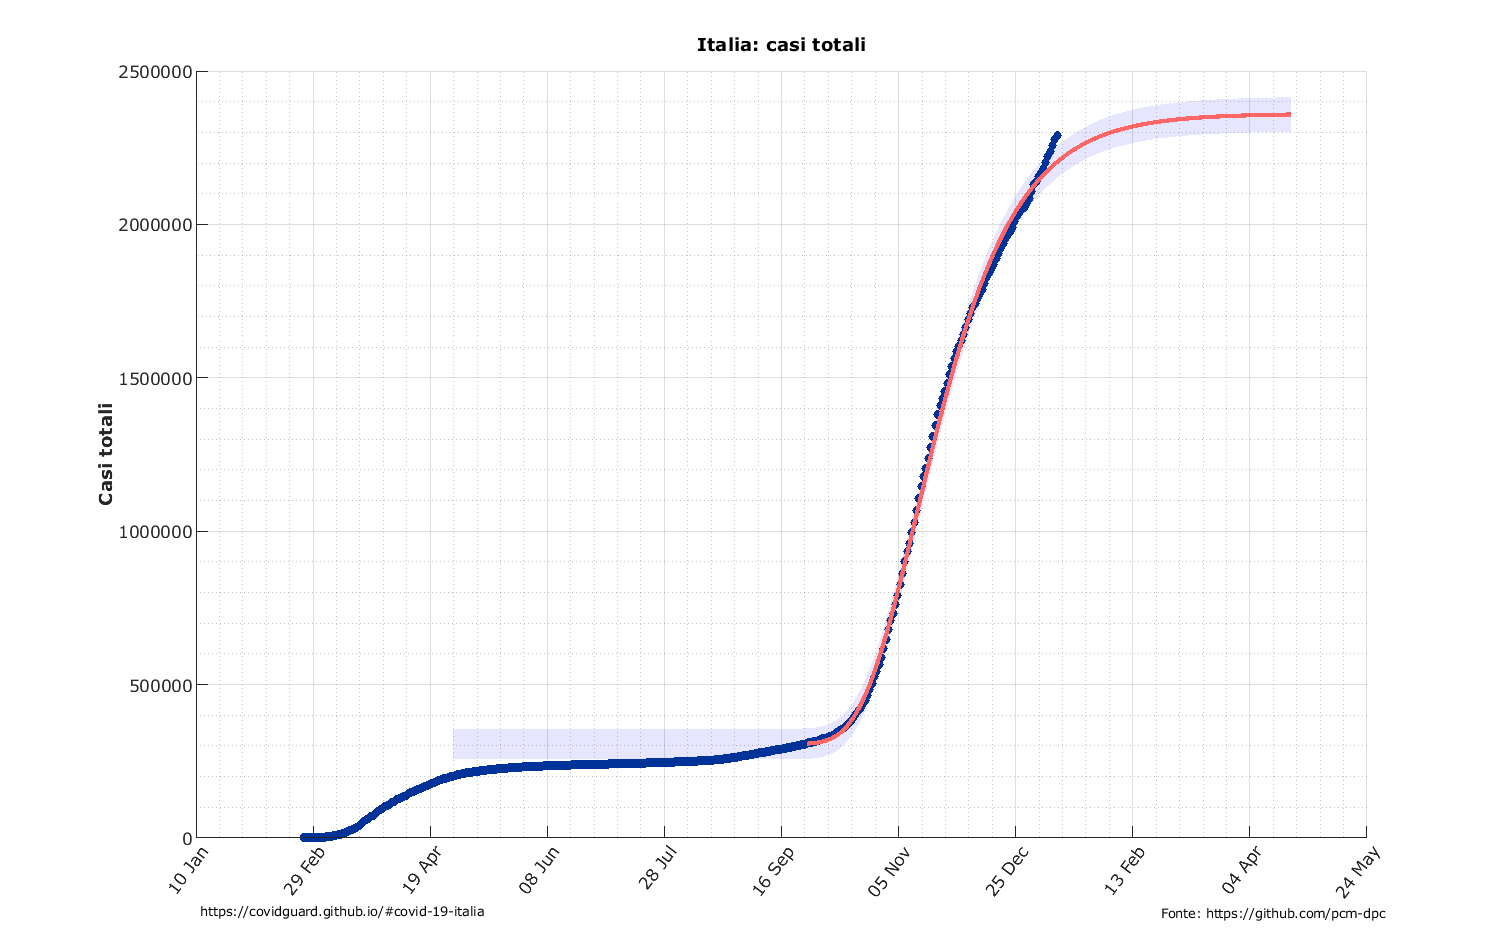 Italia: casi totali
2500000
2000000
1500000
1000000
500000
0
Casi totali
10 Jan
29 Feb
19 Apr
08 Jun
28 Jul
16 Sep
05 Nov
25 Dec
13 Feb
04 Apr
24 May
https://covidguard.github.io/#covid-19-italia
Fonte: https://github.com/pcm-dpc